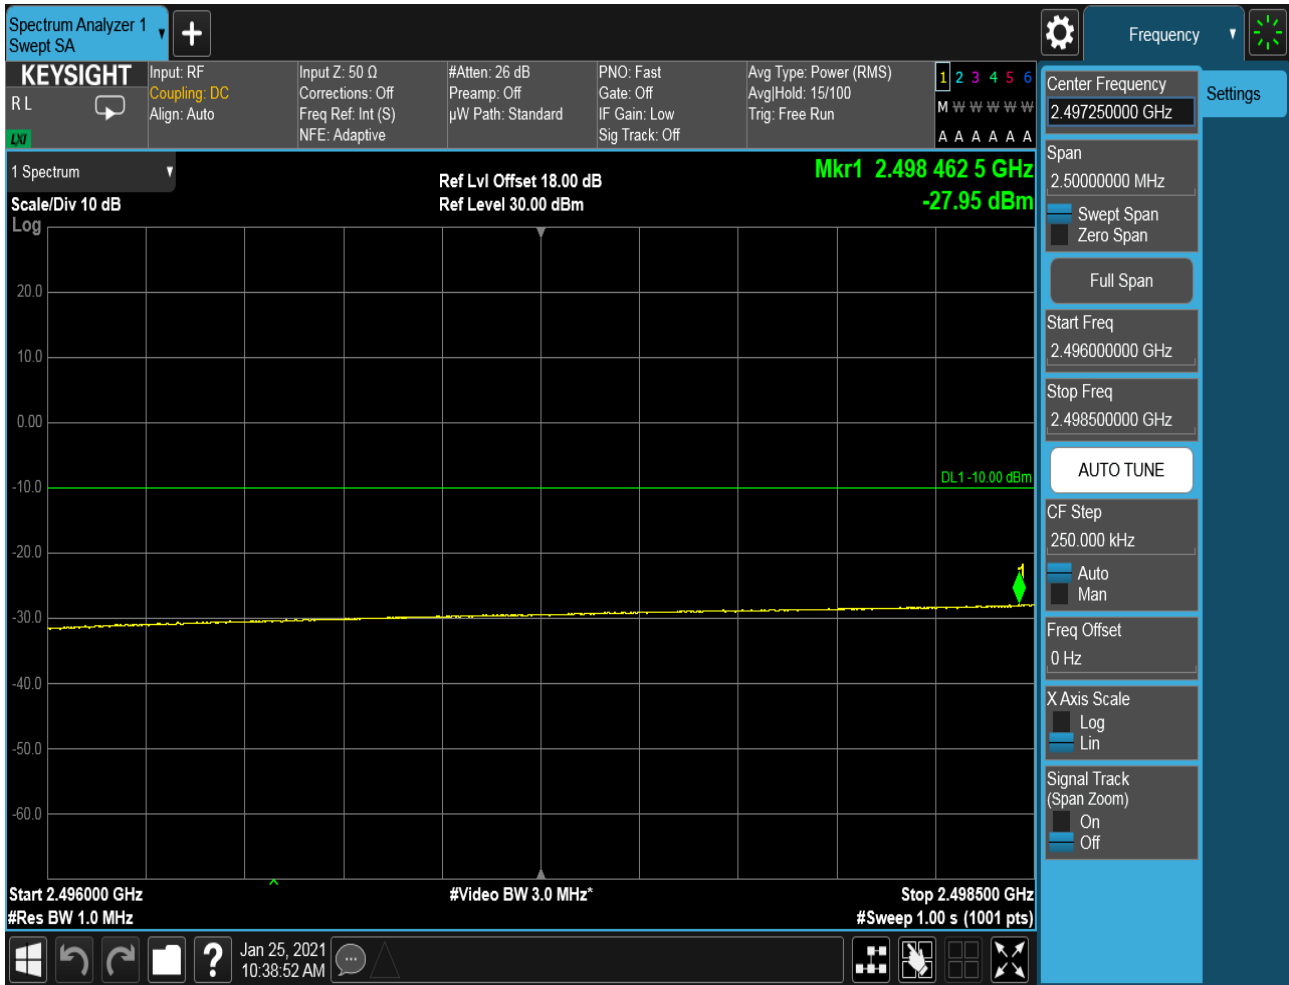 Spectrum Analyzer 1
Swept SA
Frequency
KEYSIGHT
R L
LXI
Input: RF
Coupling: DC
Align: Auto
Input Z: 50 Ω
Corrections: Off
Freq Ref: Int (S)
NFE: Adaptive
#Atten: 26 dB
Preamp: Off
µW Path: Standard
PNO: Fast
Gate: Off
IF Gain: Low
Sig Track: Off
Avg Type: Power (RMS)
Avg|Hold: 15/100
Trig: Free Run
1 2 3 4 5 6
M W W W W W
A A A A A A
1 Spectrum
Scale/Div 10 dB
Log
Ref Lvl Offset 18.00 dB
Ref Level 30.00 dBm
Mkr1 2.498 462 5 GHz
-27.95 dBm
20.0
10.0
0.00
-10.0
-20.0
-30.0
-40.0
-50.0
-60.0
DL1 -10.00 dBm
1
Start 2.496000 GHz
#Res BW 1.0 MHz
#Video BW 3.0 MHz*
Stop 2.498500 GHz
#Sweep 1.00 s (1001 pts)
?
Jan 25, 2021
10:38:52 AM
Center Frequency
2.497250000 GHz
Settings
Span
2.50000000 MHz
Swept Span
Zero Span
Full Span
Start Freq
2.496000000 GHz
Stop Freq
2.498500000 GHz
AUTO TUNE
CF Step
250.000 kHz
Auto
Man
Freq Offset
0 Hz
X Axis Scale
Log
Lin
Signal Track
(Span Zoom)
On
Off